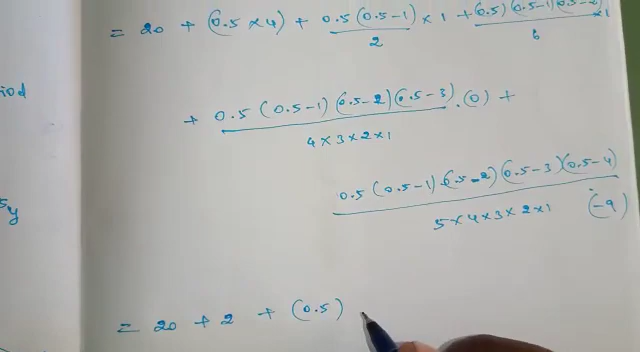 = 20 + (0.5 × 4) + 0.5 (0.5-1)/2 × 1 + (0.5) (0.5-1) (0.5-2)/6 × 1
iod
+ 0.5 (0.5-1) (0.5-2) (0.5-3)/4×3×2×1 . (0) +
5y
0.5 (0.5-1) (0.5-2) (0.5-3) (0.5-4)/5×4×3×2×1 (-9)
= 20 + 2 + (0.5)